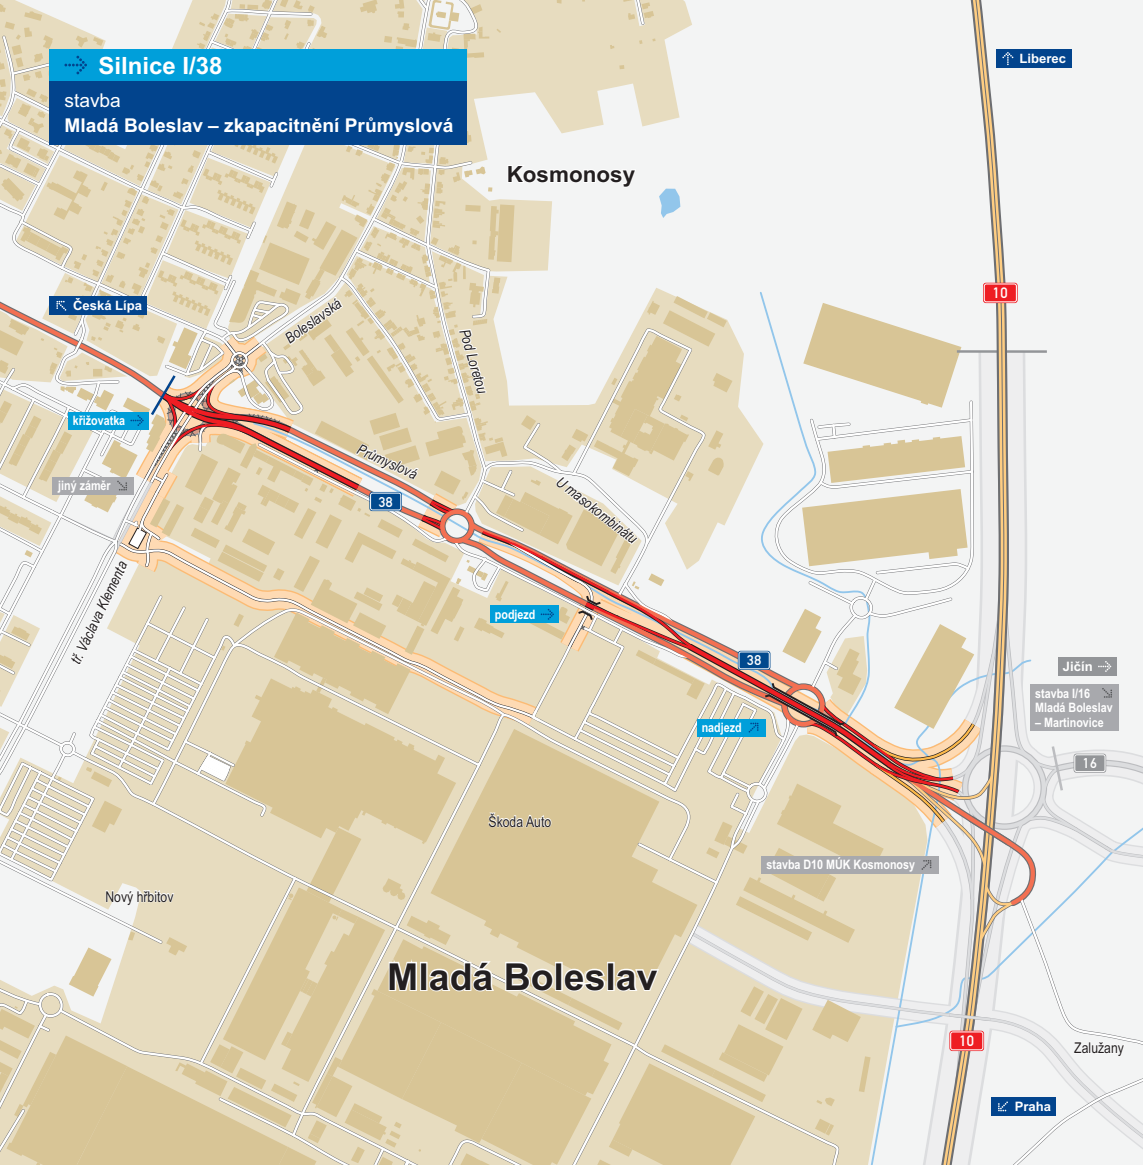 Silnice I/38
stavba
Mladá Boleslav – zkapacitnění Průmyslová
Liberec
Kosmonosy
10
Česká Lípa
Boleslavská
Pod Loretou
křižovatka
Průmyslová
jiný záměr
38
U masokombinátu
tř. Václava Klementa
podjezd
38
Jičín
stavba I/16
Mladá Boleslav
– Martinovice
nadjezd
16
Škoda Auto
stavba D10 MÚK Kosmonosy
Nový hřbitov
Mladá Boleslav
10
Zalužany
Praha